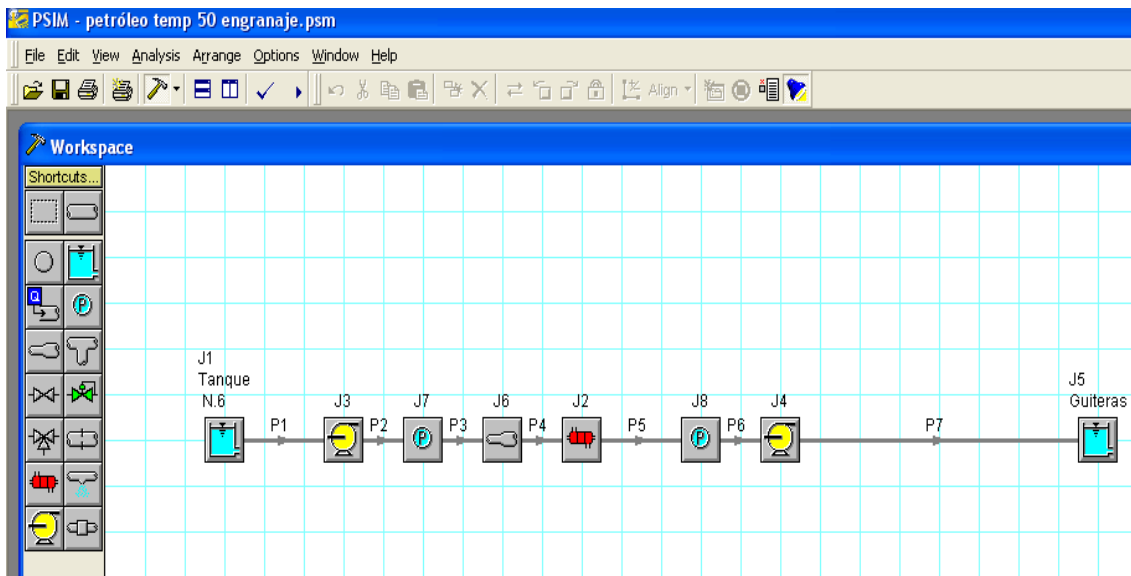 PSIM - petróleo temp 50 engranaje.psm
File Edit View Analysis Arrange Options Window Help
Align
Workspace
Shortcuts...
Q
P
J1
Tanque
N.6
J3
J7
J6
J2
J8
J4
J5
Guiteras
P1
P2
P3
P4
P5
P6
P7
P
P